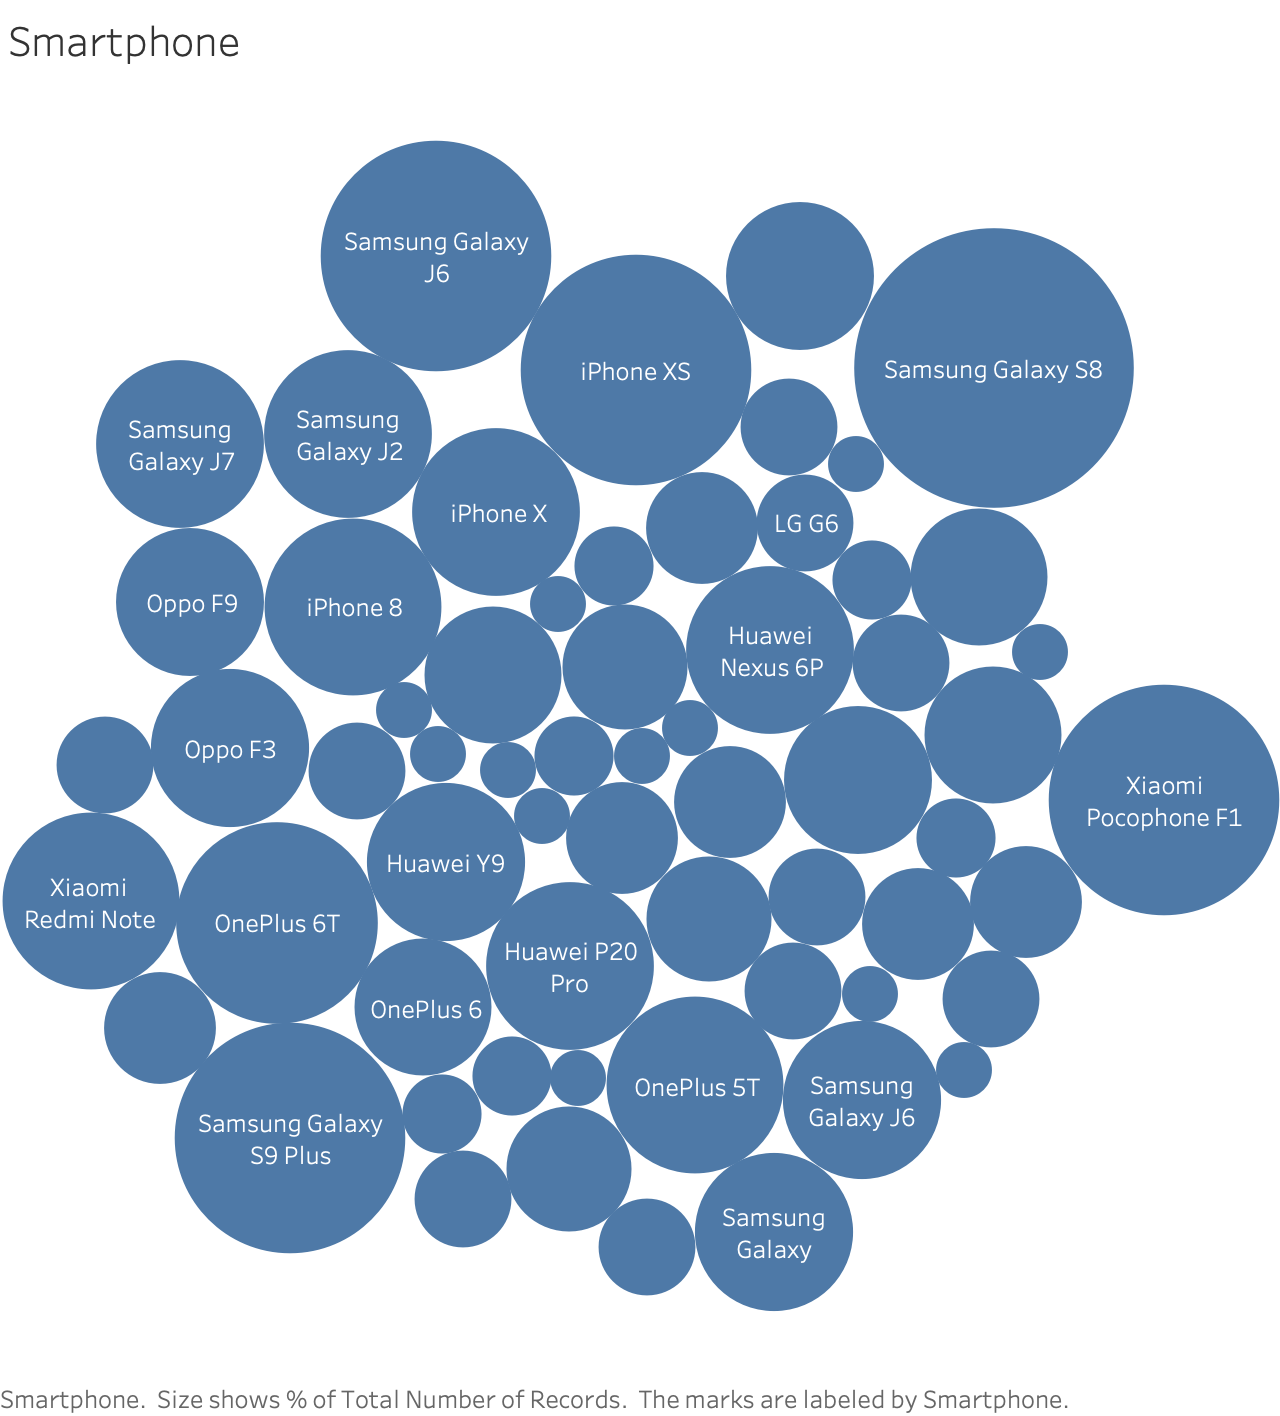 Smartphone
Samsung Galaxy
J6
iPhone XS
Samsung Galaxy S8
Samsung
Galaxy J7
Samsung
Galaxy J2
iPhone X
LG G6
Oppo F9
iPhone 8
Huawei
Nexus 6P
Oppo F3
Xiaomi
Pocophone F1
Huawei Y9
Xiaomi
Redmi Note
OnePlus 6T
Huawei P20
Pro
OnePlus 6
OnePlus 5T
Samsung
Galaxy J6
Samsung Galaxy
S9 Plus
Samsung
Galaxy
Smartphone.  Size shows % of Total Number of Records.  The marks are labeled by Smartphone.